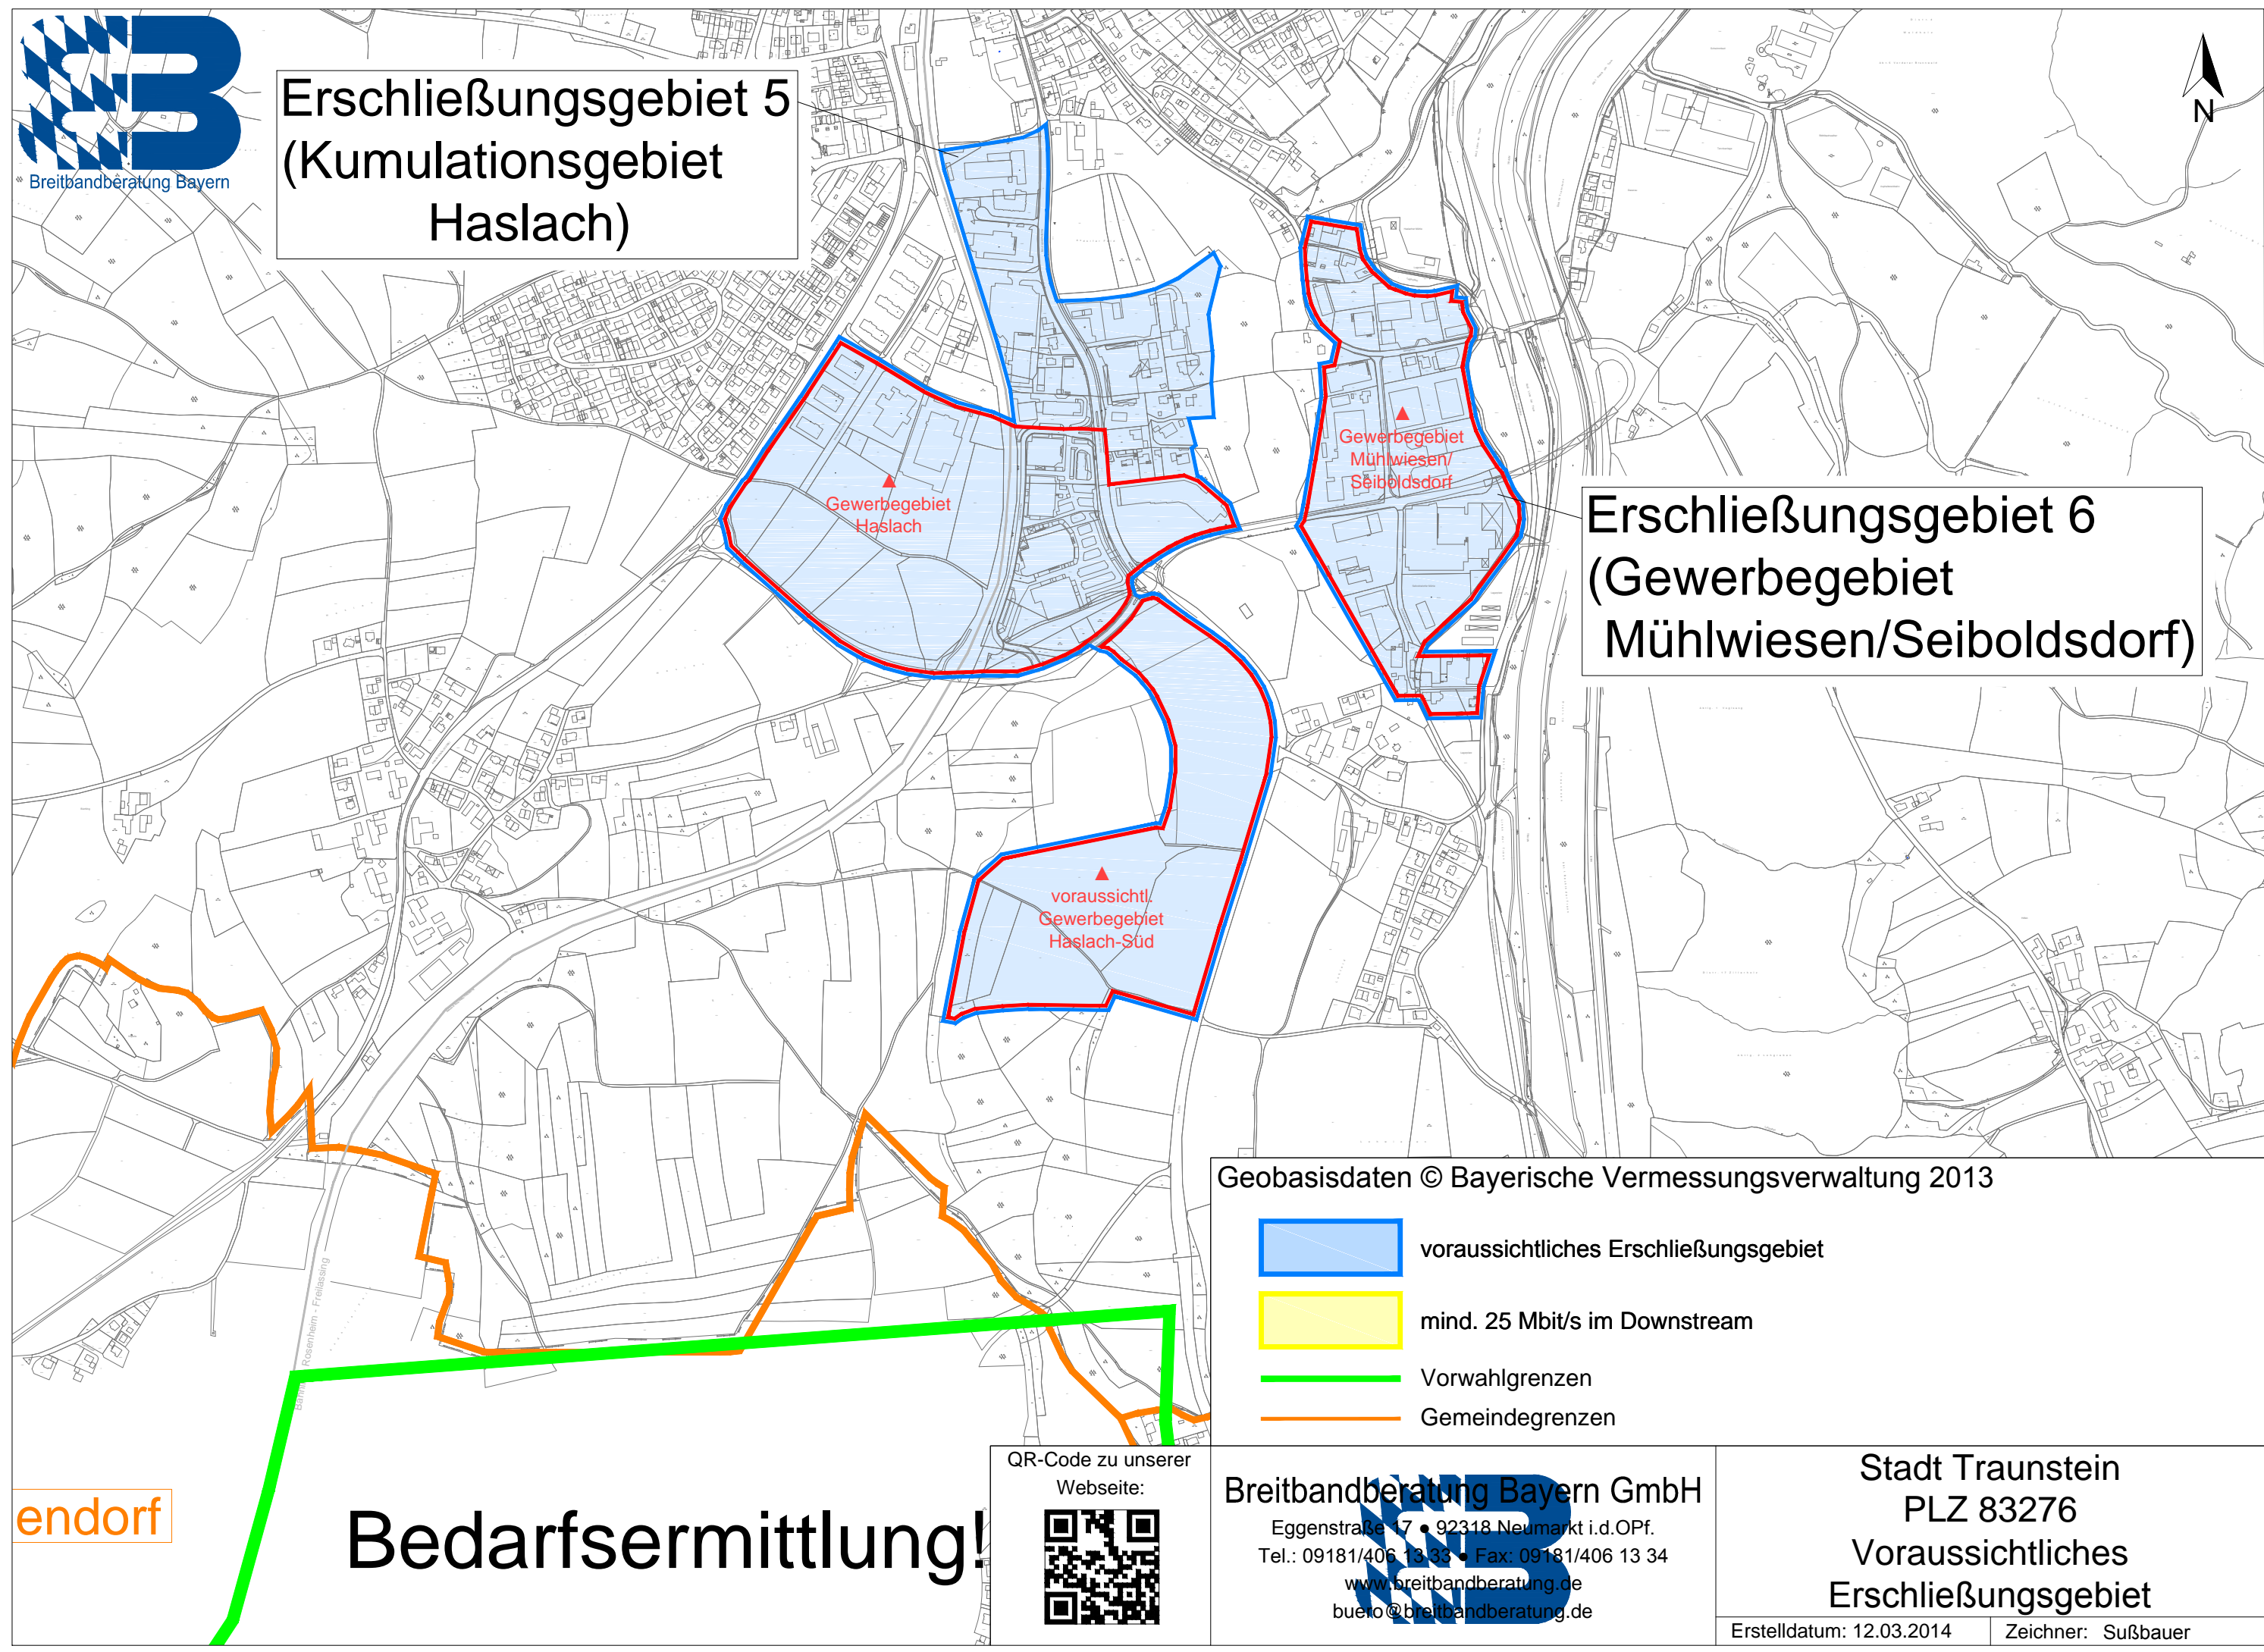 Breitbandberatung Bayern
Erschließungsgebiet 5
(Kumulationsgebiet
Haslach)
N
Gewerbegebiet
Haslach
Gewerbegebiet
Mühlwiesen/
Seiboldsdorf
Erschließungsgebiet 6
(Gewerbegebiet
Mühlwiesen/Seiboldsdorf)
voraussichtl.
Gewerbegebiet
Haslach-Süd
Rosenheim - Freilassing
endorf
Bedarfsermittlung!
Geobasisdaten © Bayerische Vermessungsverwaltung 2013
voraussichtliches Erschließungsgebiet
mind. 25 Mbit/s im Downstream
Vorwahlgrenzen
Gemeindegrenzen
QR-Code zu unserer
Webseite:
Breitbandberatung Bayern GmbH
Eggenstraße 17 ● 92318 Neumarkt i.d.OPf.
Tel.: 09181/406 13 33 ● Fax: 09181/406 13 34
www.breitbandberatung.de
buero@breitbandberatung.de
Stadt Traunstein
PLZ 83276
Voraussichtliches
Erschließungsgebiet
Erstelldatum: 12.03.2014
Zeichner: Sußbauer